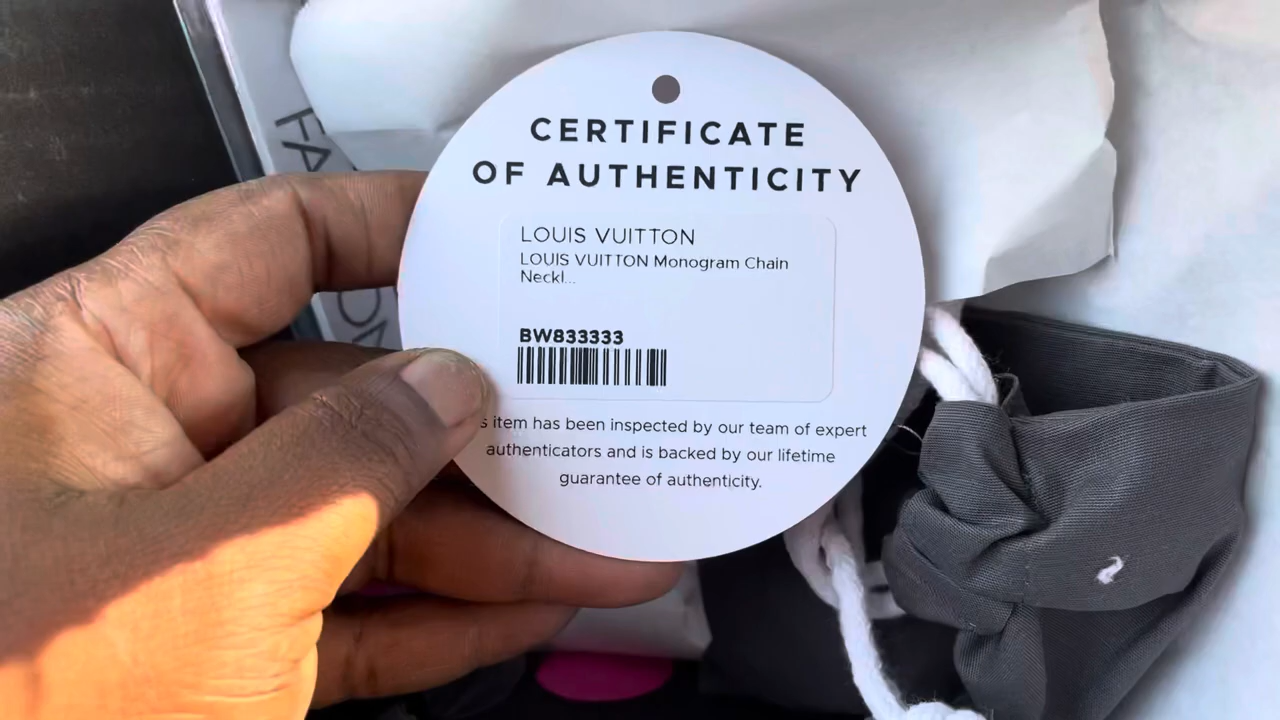 CERTIFICATE
OF AUTHENTICITY
LOUIS VUITTON
LOUIS VUITTON Monogram Chain
Neckl...
BW833333
s item has been inspected by our team of expert
authenticators and is backed by our lifetime
guarantee of authenticity.
FA